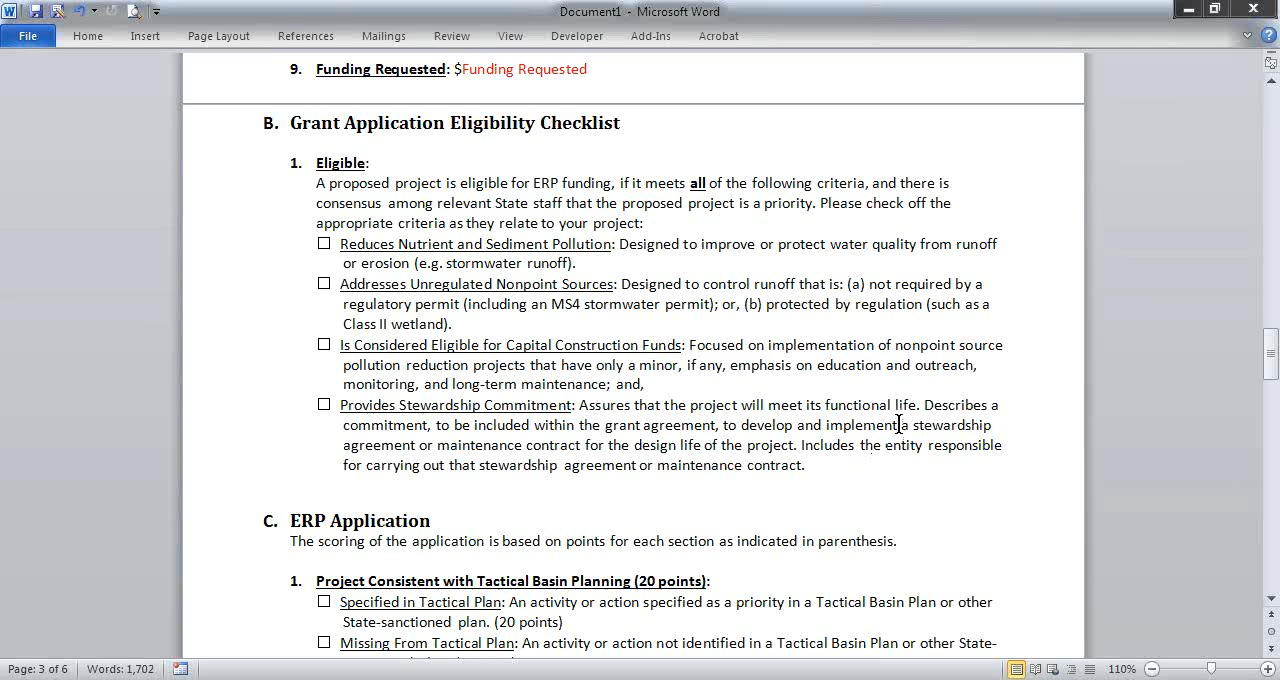 Document1 - Microsoft Word
File Home Insert Page Layout References Mailings Review View Developer Add-Ins Acrobat
9. Funding Requested: $Funding Requested
B. Grant Application Eligibility Checklist
1. Eligible:
A proposed project is eligible for ERP funding, if it meets all of the following criteria, and there is
consensus among relevant State staff that the proposed project is a priority. Please check off the
appropriate criteria as they relate to your project:
Reduces Nutrient and Sediment Pollution: Designed to improve or protect water quality from runoff
or erosion (e.g. stormwater runoff).
Addresses Unregulated Nonpoint Sources: Designed to control runoff that is: (a) not required by a
regulatory permit (including an MS4 stormwater permit); or, (b) protected by regulation (such as a
Class II wetland).
Is Considered Eligible for Capital Construction Funds: Focused on implementation of nonpoint source
pollution reduction projects that have only a minor, if any, emphasis on education and outreach,
monitoring, and long-term maintenance; and,
Provides Stewardship Commitment: Assures that the project will meet its functional life. Describes a
commitment, to be included within the grant agreement, to develop and implement a stewardship
agreement or maintenance contract for the design life of the project. Includes the entity responsible
for carrying out that stewardship agreement or maintenance contract.
C. ERP Application
The scoring of the application is based on points for each section as indicated in parenthesis.
1. Project Consistent with Tactical Basin Planning (20 points):
Specified in Tactical Plan: An activity or action specified as a priority in a Tactical Basin Plan or other
State-sanctioned plan. (20 points)
Missing From Tactical Plan: An activity or action not identified in a Tactical Basin Plan or other State-
Page: 3 of 6 Words: 1,702 110%